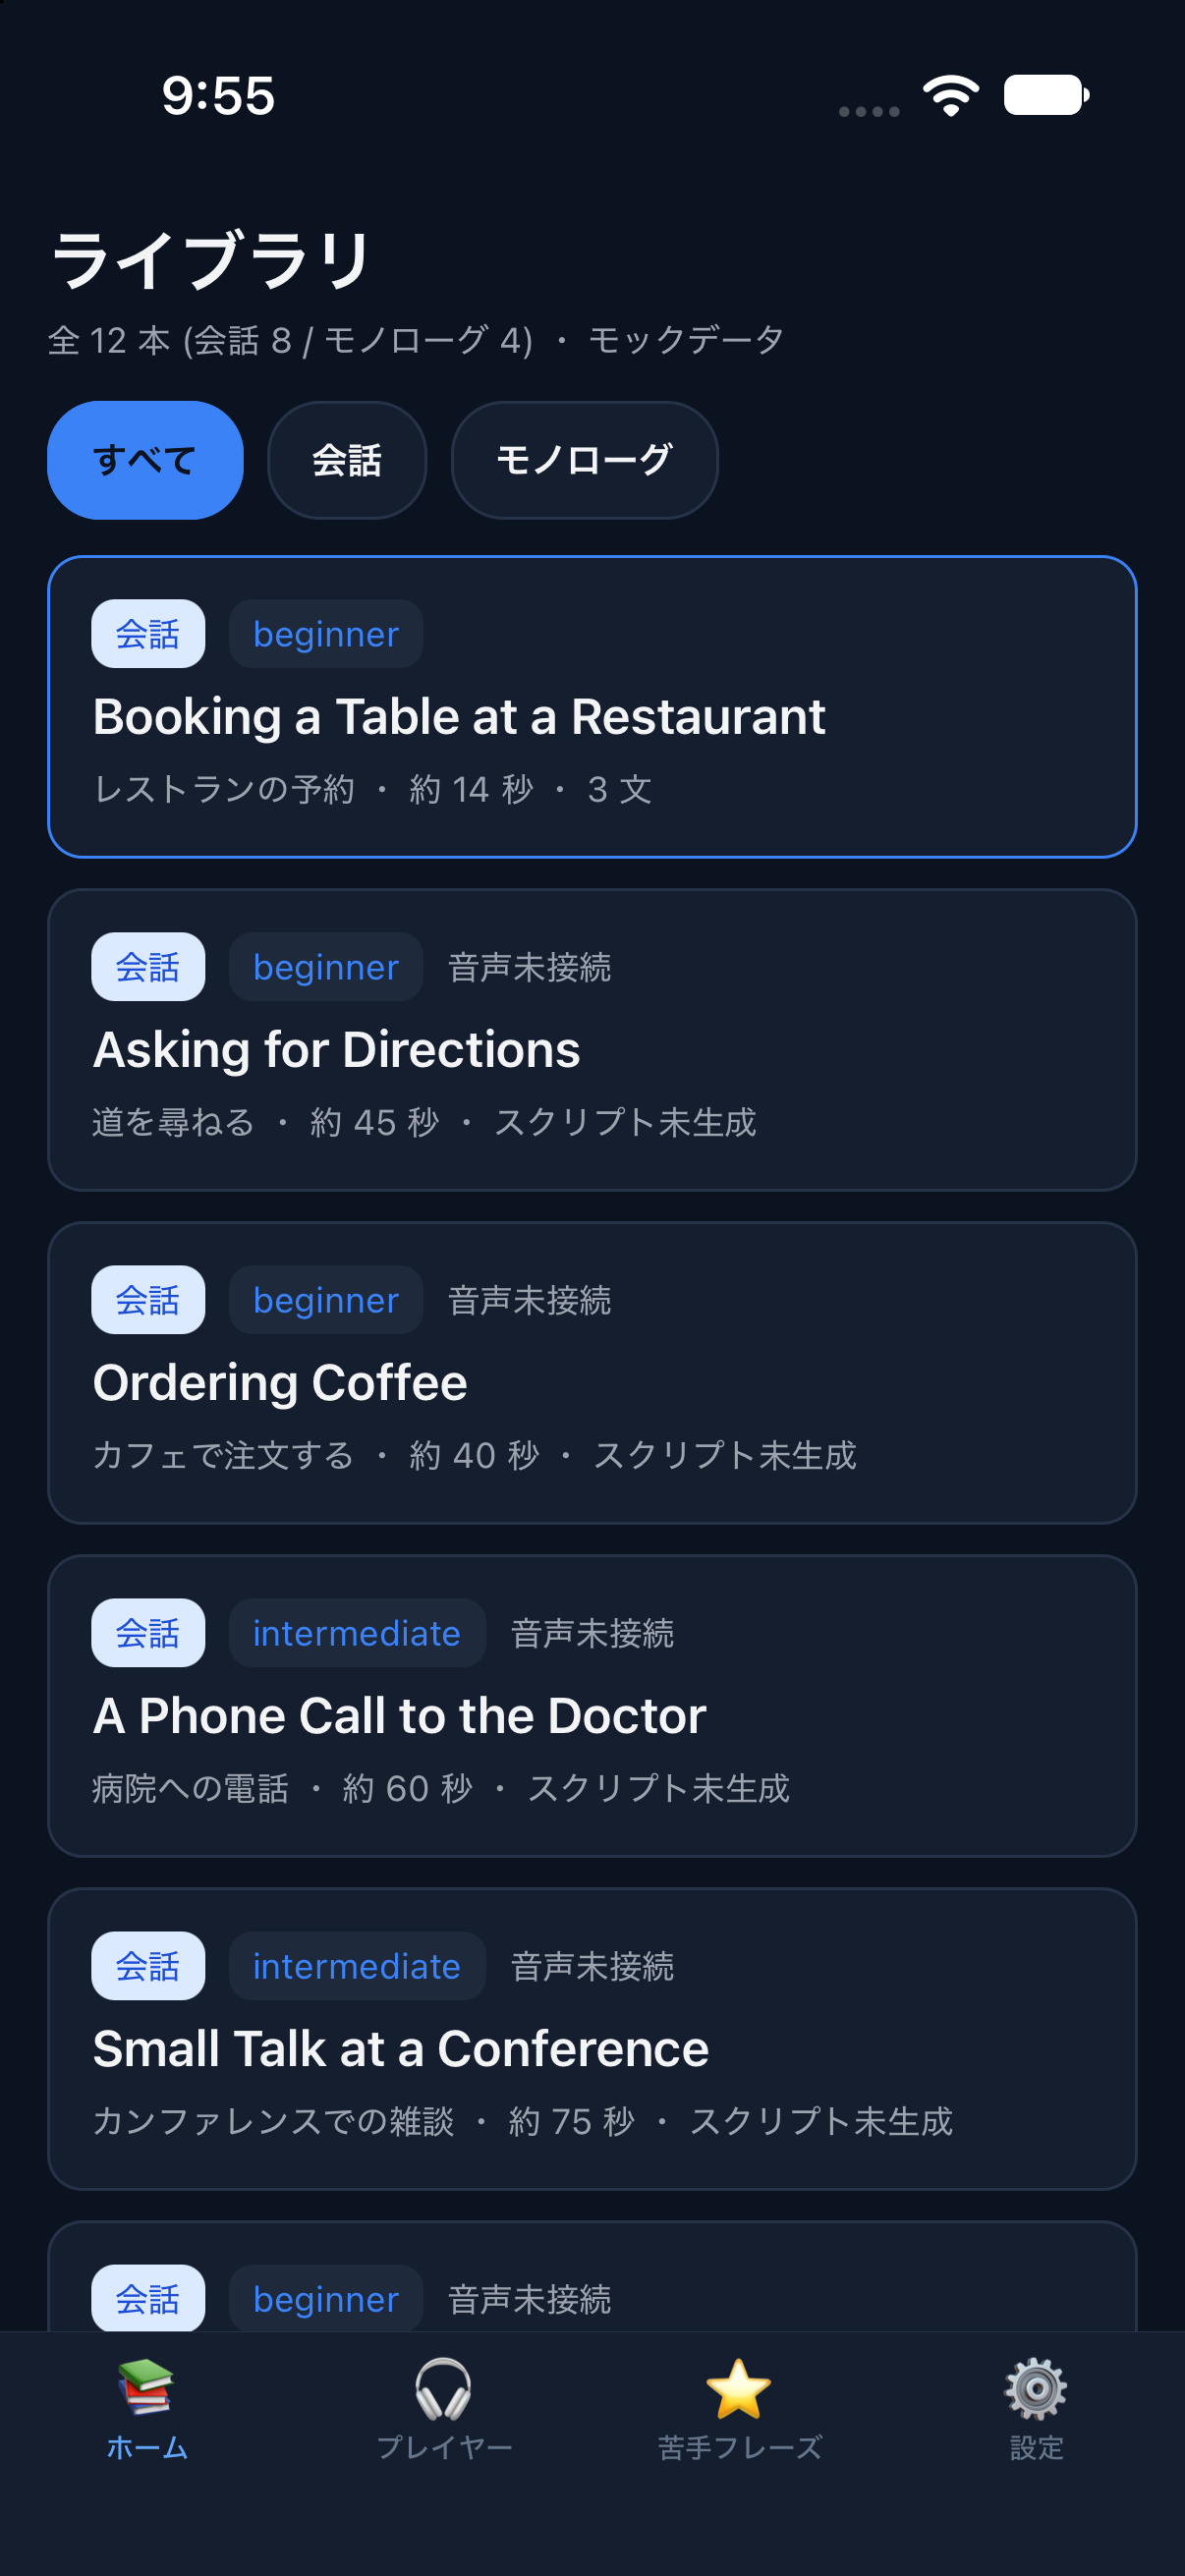 9:55
ライブラリ
全 12 本 (会話 8 / モノローグ 4) ・ モックデータ
すべて 会話 モノローグ
会話 beginner
Booking a Table at a Restaurant
レストランの予約 ・ 約 14 秒 ・ 3 文
会話 beginner 音声未接続
Asking for Directions
道を尋ねる ・ 約 45 秒 ・ スクリプト未生成
会話 beginner 音声未接続
Ordering Coffee
カフェで注文する ・ 約 40 秒 ・ スクリプト未生成
会話 intermediate 音声未接続
A Phone Call to the Doctor
病院への電話 ・ 約 60 秒 ・ スクリプト未生成
会話 intermediate 音声未接続
Small Talk at a Conference
カンファレンスでの雑談 ・ 約 75 秒 ・ スクリプト未生成
会話 beginner 音声未接続
ホーム プレイヤー 苦手フレーズ 設定